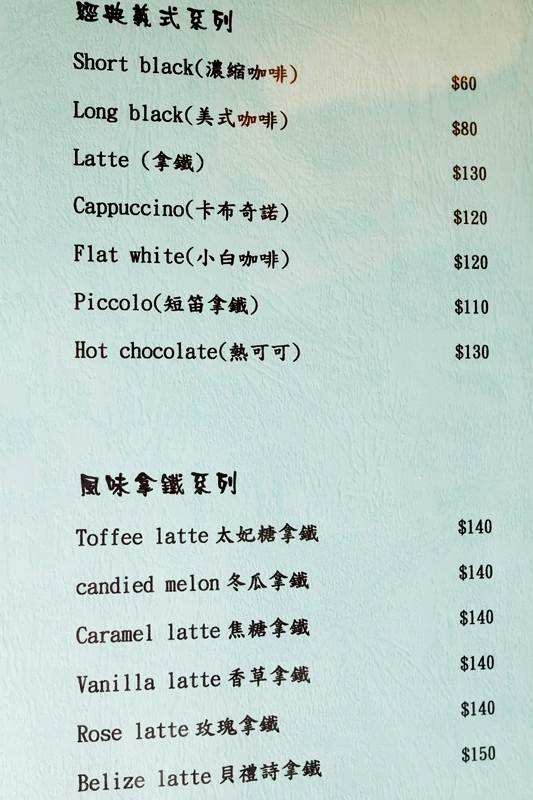 經典義式系列
Short black(濃縮咖啡) $60
Long black(美式咖啡) $80
Latte (拿鐵) $130
Cappuccino(卡布奇諾) $120
Flat white(小白咖啡) $120
Piccolo(短笛拿鐵) $110
Hot chocolate(熱可可) $130
風味拿鐵系列
Toffee latte 太妃糖拿鐵 $140
candied melon 冬瓜拿鐵 $140
Caramel latte 焦糖拿鐵 $140
Vanilla latte 香草拿鐵 $140
Rose latte 玫瑰拿鐵 $140
Belize latte 貝禮詩拿鐵 $150